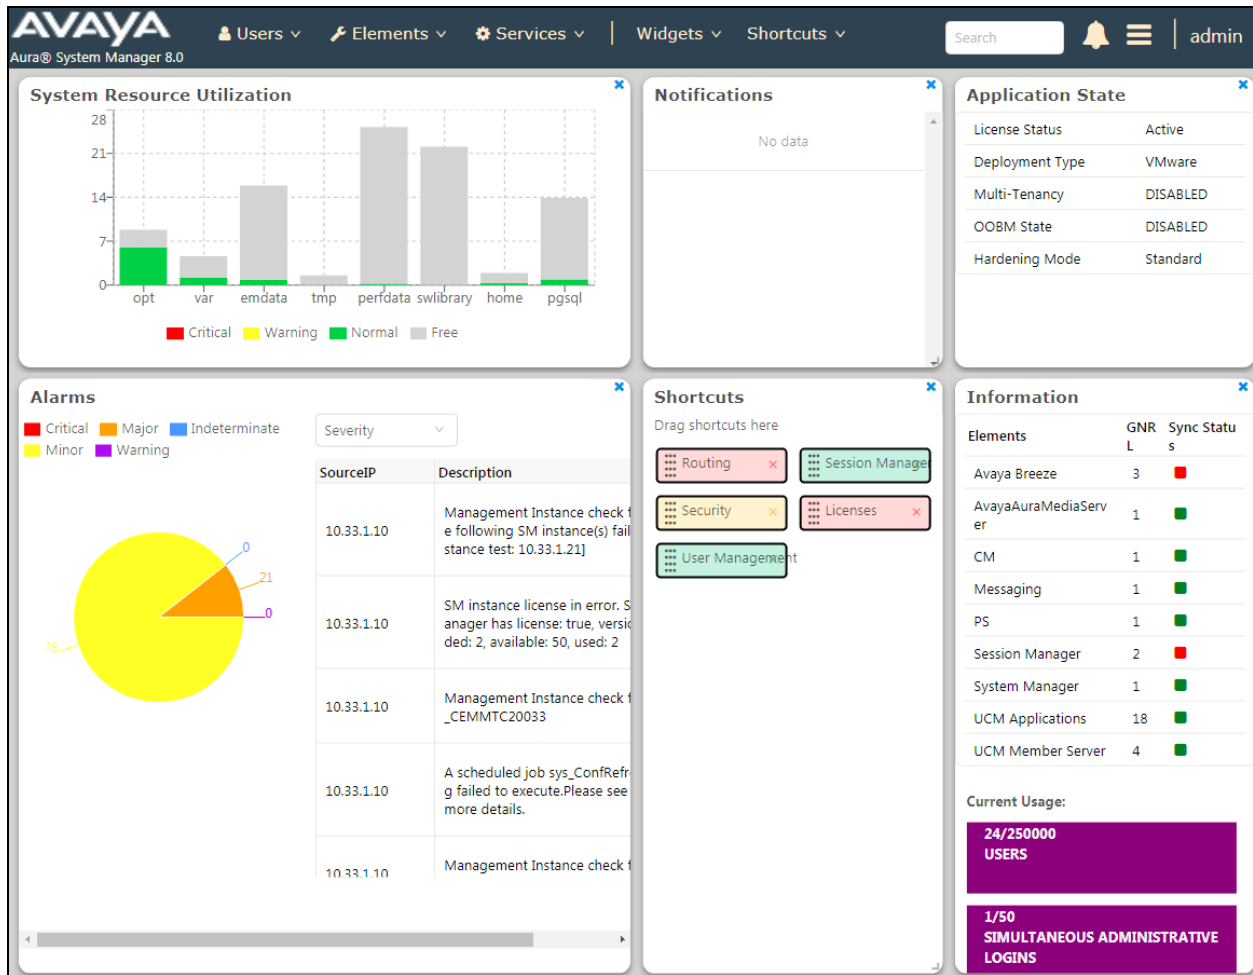 AVAYA
Aura® System Manager 8.0
Users
Elements
Services
Widgets
Shortcuts
Search
admin
System Resource Utilization
28
21
14
7
0
opt
var
emdata
tmp
perfdata
swlibrary
home
pgsql
Critical
Warning
Normal
Free
Notifications
No data
Application State
License Status Active
Deployment Type VMware
Multi-Tenancy DISABLED
OOBM State DISABLED
Hardening Mode Standard
Alarms
Critical Major Indeterminate
Minor Warning
0
21
0
78
Severity
SourceIP Description
10.33.1.10
Management Instance check f
e following SM instance(s) fail
stance test: 10.33.1.21]
10.33.1.10
SM instance license in error. S
anager has license: true, versio
ded: 2, available: 50, used: 2
10.33.1.10
Management Instance check f
_CEMMTC20033
10.33.1.10
A scheduled job sys_ConfRefr
g failed to execute.Please see
more details.
10.33.1.10
Management Instance check f
Shortcuts
Drag shortcuts here
Routing
Session Manager
Security
Licenses
User Management
Information
Elements
GNR
L
Sync Statu
s
Avaya Breeze 3
AvayaAuraMediaServ
er
1
CM 1
Messaging 1
PS 1
Session Manager 2
System Manager 1
UCM Applications 18
UCM Member Server 4
Current Usage:
24/250000
USERS
1/50
SIMULTANEOUS ADMINISTRATIVE
LOGINS